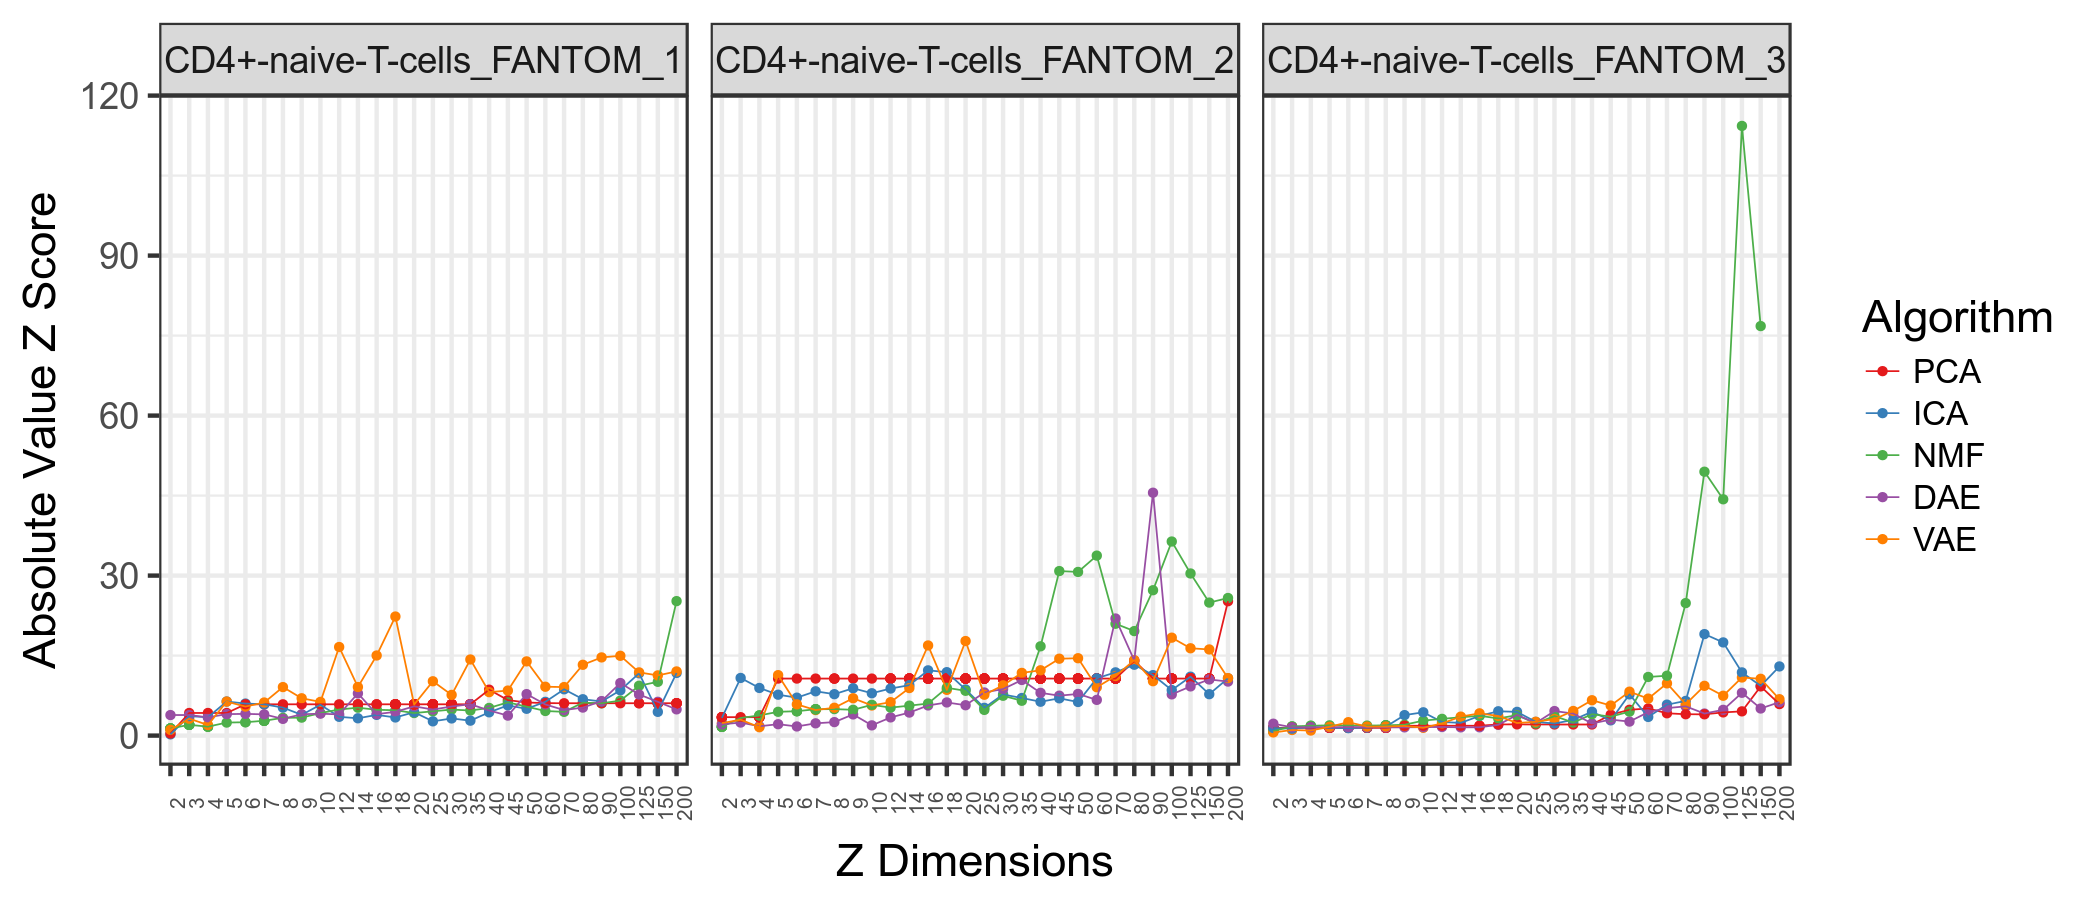 CD4+-naive-T-cells_FANTOM_1 CD4+-naive-T-cells_FANTOM_2 CD4+-naive-T-cells_FANTOM_3
120
90
60
30
0
Absolute Value Z Score
2 3 4 5 6 7 8 9 10 12 14 16 18 20 25 30 35 40 45 50 60 70 80 90 100 125 150 200
2 3 4 5 6 7 8 9 10 12 14 16 18 20 25 30 35 40 45 50 60 70 80 90 100 125 150 200
2 3 4 5 6 7 8 9 10 12 14 16 18 20 25 30 35 40 45 50 60 70 80 90 100 125 150 200
Z Dimensions
Algorithm
PCA
ICA
NMF
DAE
VAE